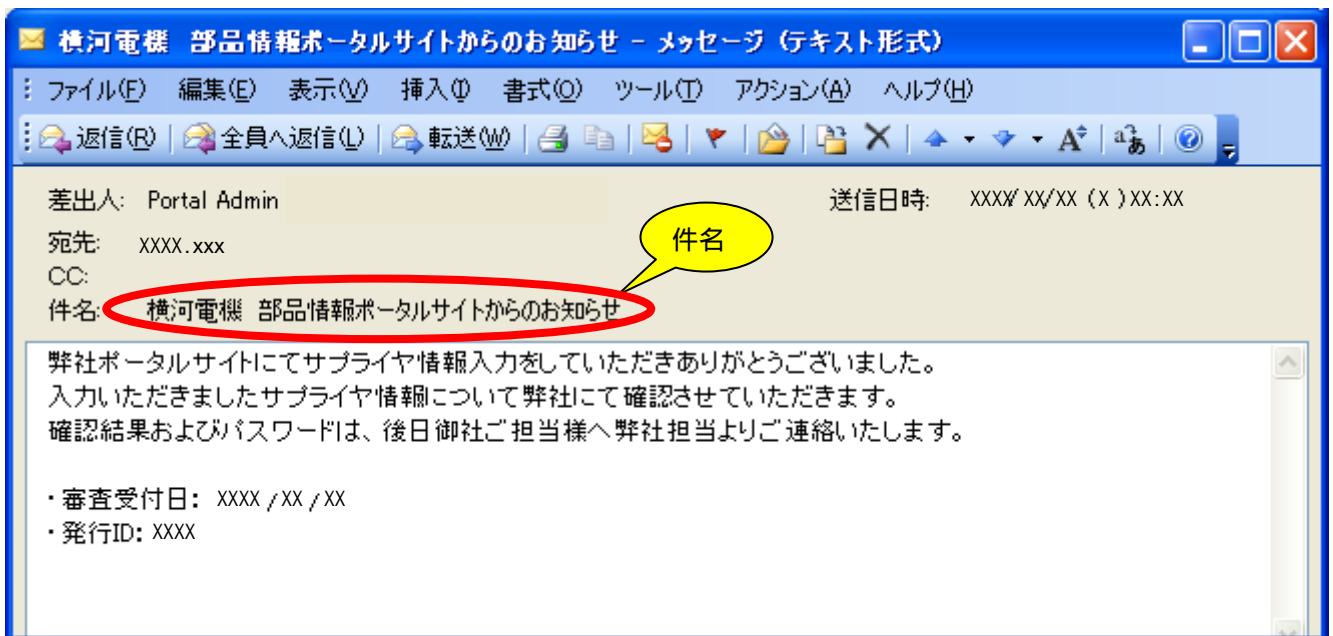 横河電機 部品情報ポータルサイトからのお知らせ - メッセージ (テキスト形式)
ファイル(F) 編集(E) 表示(V) 挿入(I) 書式(O) ツール(T) アクション(A) ヘルプ(H)
返信(R) 全員へ返信(L) 転送(W)
差出人: Portal Admin 送信日時: XXXX/XX/XX (X)XX:XX
宛先: XXXX.xxx
件名
CC:
件名: 横河電機 部品情報ポータルサイトからのお知らせ
弊社ポータルサイトにてサプライヤ情報入力をしていただきありがとうございました。
入力いただきましたサプライヤ情報について弊社にて確認させていただきます。
確認結果およびパスワードは、後日御社ご担当様へ弊社担当よりご連絡いたします。
・審査受付日: XXXX/XX/XX
・発行ID: XXXX